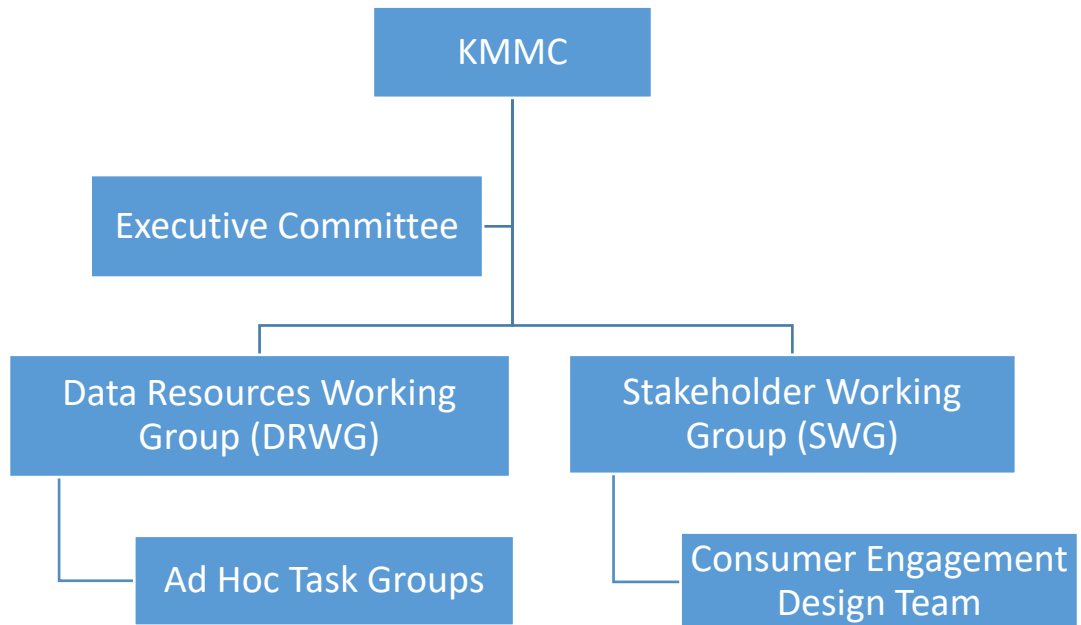 KMMC
Executive Committee
Data Resources Working
Group (DRWG)
Stakeholder Working
Group (SWG)
Ad Hoc Task Groups
Consumer Engagement
Design Team